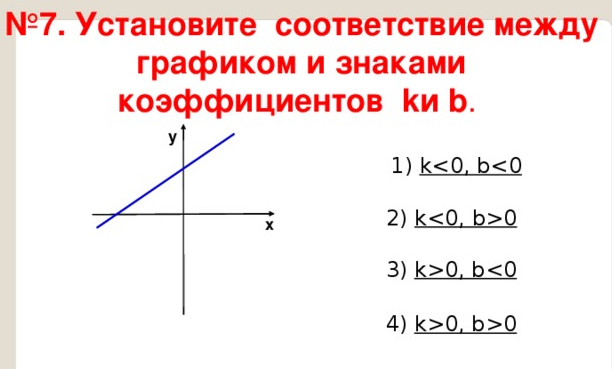 №7. Установите соответствие между
графиком и знаками
коэффициентов kи b.
y
x
1) k<0, b<0
2) k<0, b>0
3) k>0, b<0
4) k>0, b>0